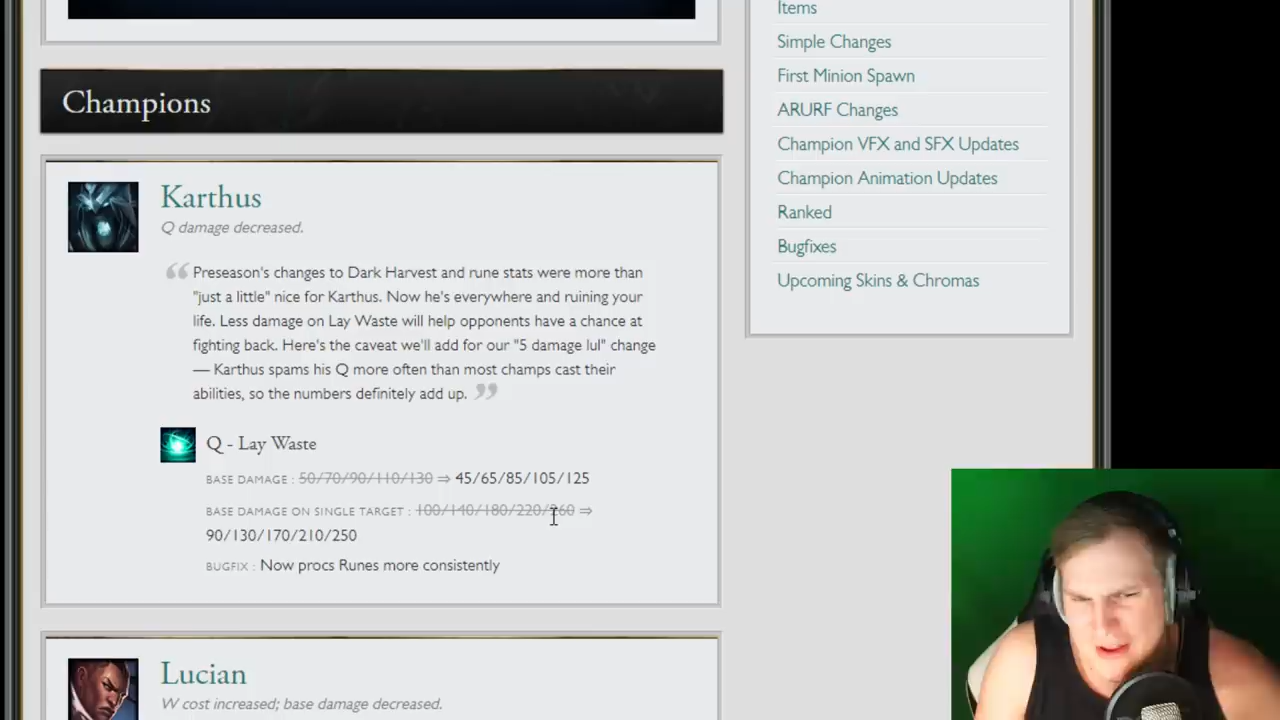 Items
Simple Changes
First Minion Spawn
ARURF Changes
Champion VFX and SFX Updates
Champion Animation Updates
Ranked
Bugfixes
Upcoming Skins & Chromas
Champions
Karthus
Q damage decreased.
“ Preseason's changes to Dark Harvest and rune stats were more than
"just a little" nice for Karthus. Now he's everywhere and ruining your
life. Less damage on Lay Waste will help opponents have a chance at
fighting back. Here's the caveat we'll add for our "5 damage lul" change
— Karthus spams his Q more often than most champs cast their
abilities, so the numbers definitely add up. ”
Q - Lay Waste
BASE DAMAGE : 50/70/90/110/130 ⇒ 45/65/85/105/125
BASE DAMAGE ON SINGLE TARGET : 100/140/180/220/260 ⇒
90/130/170/210/250
BUGFIX : Now procs Runes more consistently
Lucian
W cost increased; base damage decreased.